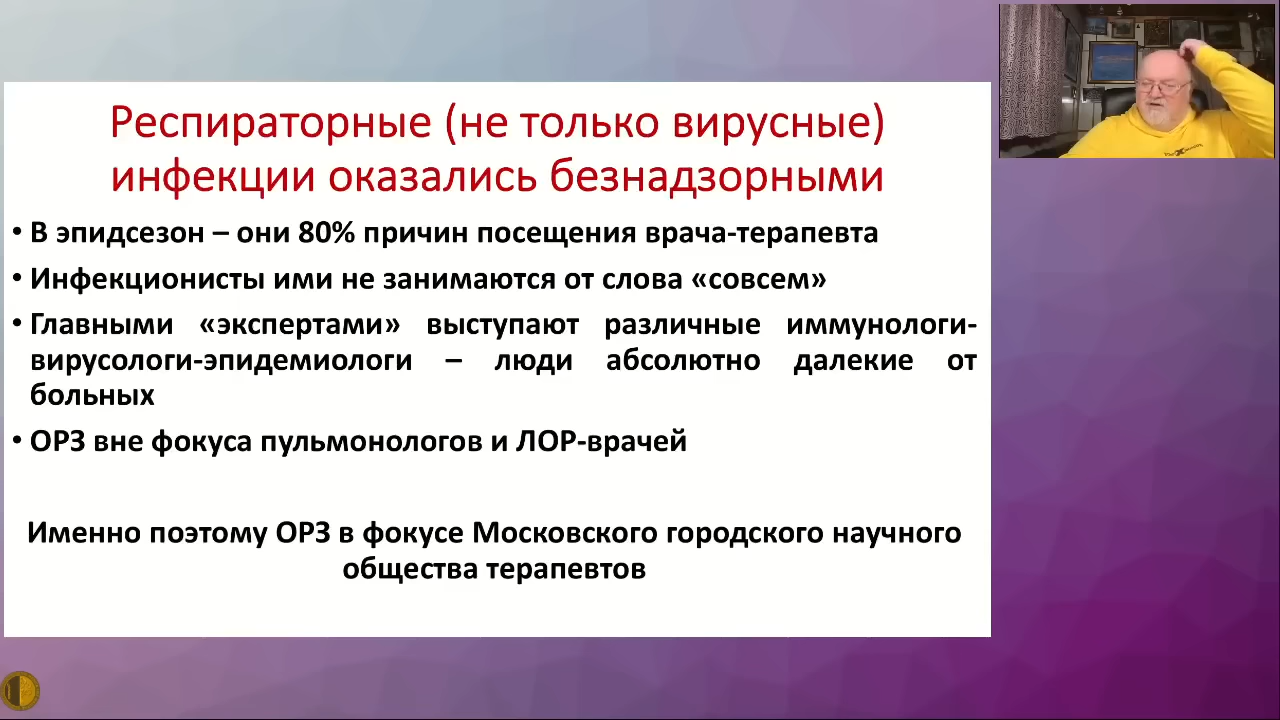 Респираторные (не только вирусные)
инфекции оказались безнадзорными
• В эпидсезон – они 80% причин посещения врача-терапевта
• Инфекционисты ими не занимаются от слова «совсем»
• Главными «экспертами» выступают различные иммунологи-
вирусологи-эпидемиологи – люди абсолютно далекие от
больных
• ОРЗ вне фокуса пульмонологов и ЛОР-врачей
Именно поэтому ОРЗ в фокусе Московского городского научного
общества терапевтов